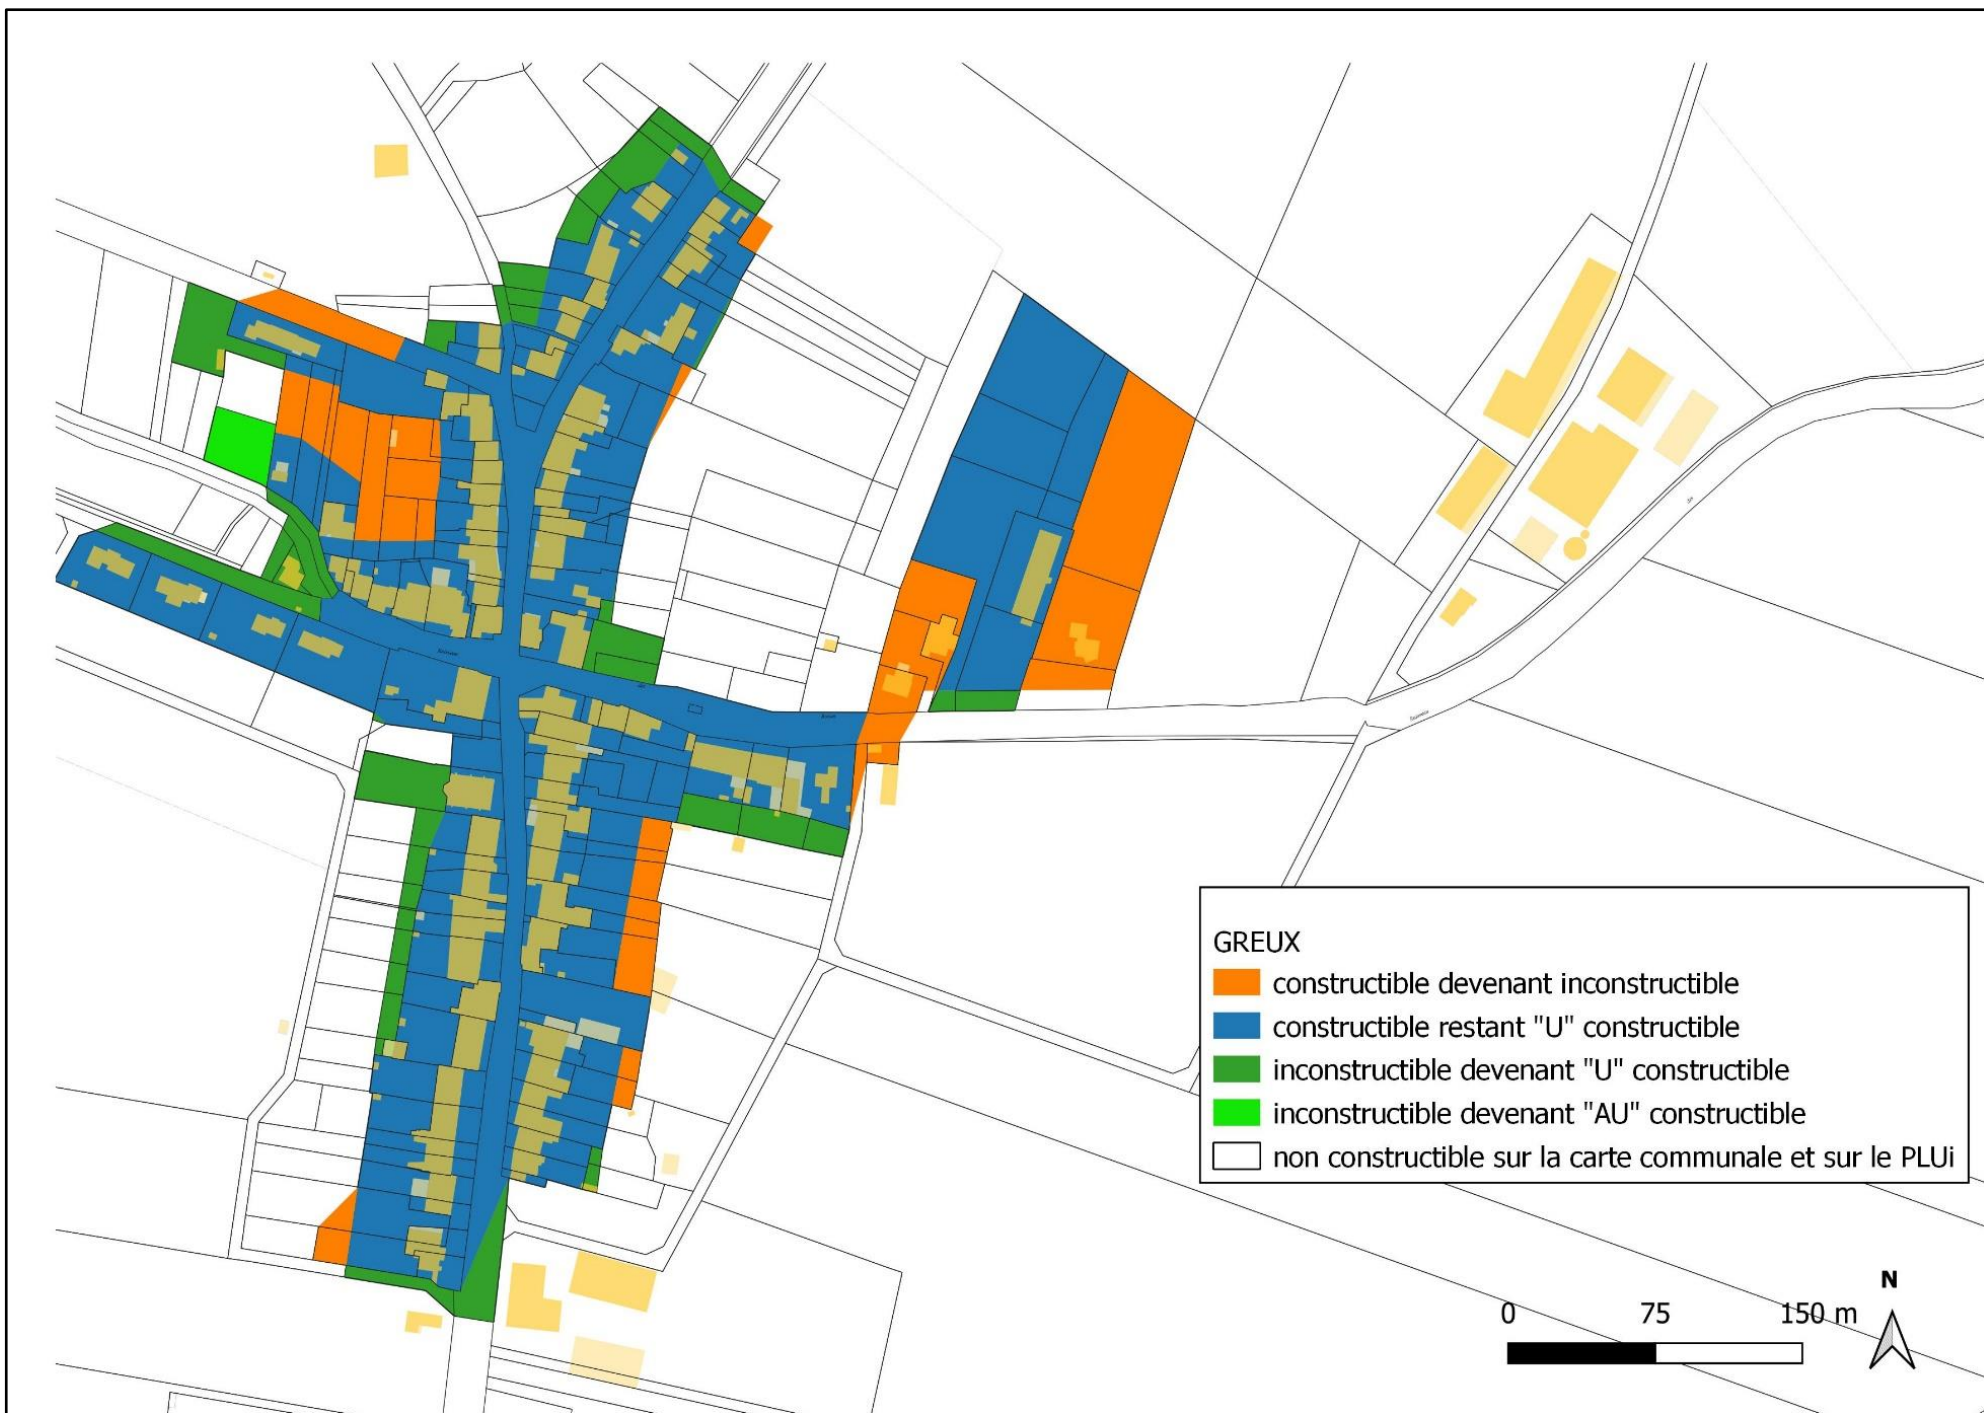 GREUX
constructible devenant inconstructible
constructible restant "U" constructible
inconstructible devenant "U" constructible
inconstructible devenant "AU" constructible
non constructible sur la carte communale et sur le PLUi
N
0 75 150 m